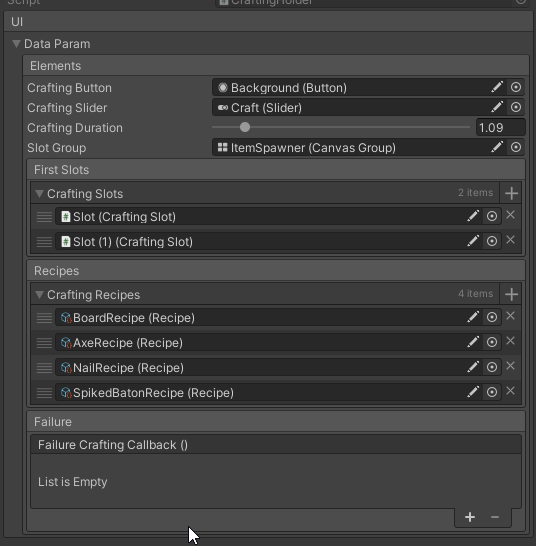 Script CraftingHolder
UI
Data Param
Elements
Crafting Button Background (Button)
Crafting Slider Craft (Slider)
Crafting Duration 1.09
Slot Group ItemSpawner (Canvas Group)
First Slots
Crafting Slots 2 items
Slot (Crafting Slot)
Slot (1) (Crafting Slot)
Recipes
Crafting Recipes 4 items
BoardRecipe (Recipe)
AxeRecipe (Recipe)
NailRecipe (Recipe)
SpikedBatonRecipe (Recipe)
Failure
Failure Crafting Callback ()
List is Empty